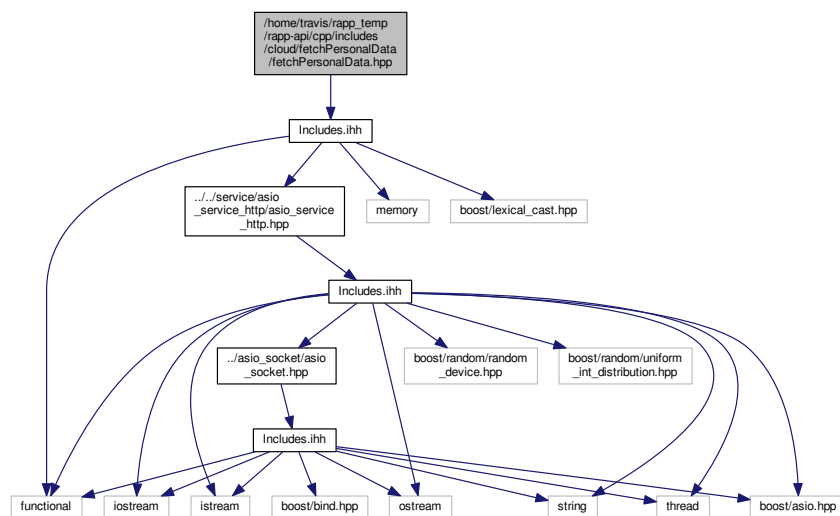 /home/travis/rapp_temp
/rapp-api/cpp/includes
/cloud/fetchPersonalData
/fetchPersonalData.hpp
Includes.ihh
../../service/asio
_service_http/asio_service
_http.hpp
memory
boost/lexical_cast.hpp
Includes.ihh
../asio_socket/asio
_socket.hpp
boost/random/random
_device.hpp
boost/random/uniform
_int_distribution.hpp
Includes.ihh
functional
iostream
istream
boost/bind.hpp
ostream
string
thread
boost/asio.hpp